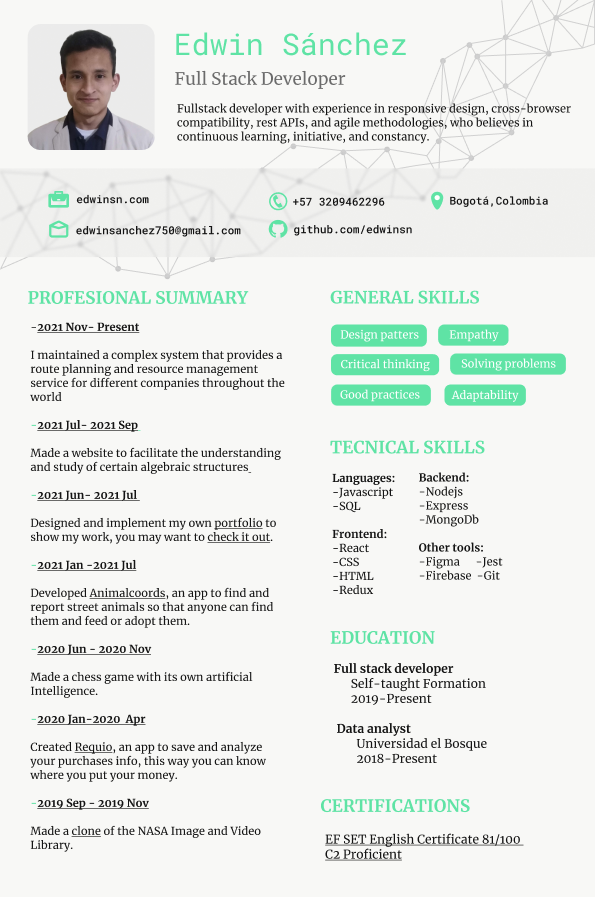 Edwin Sánchez
Full Stack Developer
Fullstack developer with experience in responsive design, cross-browser
compatibility, rest APIs, and agile methodologies, who believes in
continuous learning, initiative, and constancy.
edwinsn.com
+57 3209462296
Bogotá,Colombia
edwinsanchez750@gmail.com
github.com/edwinsn
PROFESIONAL SUMMARY
-2021 Nov- Present
I maintained a complex system that provides a
route planning and resource management
service for different companies throughout the
world
-2021 Jul- 2021 Sep
Made a website to facilitate the understanding
and study of certain algebraic structures.
-2021 Jun- 2021 Jul
Designed and implement my own portfolio to
show my work, you may want to check it out.
-2021 Jan -2021 Jul
Developed Animalcoords, an app to find and
report street animals so that anyone can find
them and feed or adopt them.
-2020 Jun - 2020 Nov
Made a chess game with its own artificial
Intelligence.
-2020 Jan-2020 Apr
Created Requio, an app to save and analyze
your purchases info, this way you can know
where you put your money.
-2019 Sep - 2019 Nov
Made a clone of the NASA Image and Video
Library.
GENERAL SKILLS
Design patters
Empathy
Critical thinking
Solving problems
Good practices
Adaptability
TECNICAL SKILLS
Languages:
-Javascript
-SQL
Frontend:
-React
-CSS
-HTML
-Redux
Backend:
-Nodejs
-Express
-MongoDb
Other tools:
-Figma -Jest
-Firebase -Git
EDUCATION
Full stack developer
Self-taught Formation
2019-Present
Data analyst
Universidad el Bosque
2018-Present
CERTIFICATIONS
EF SET English Certificate 81/100
C2 Proficient